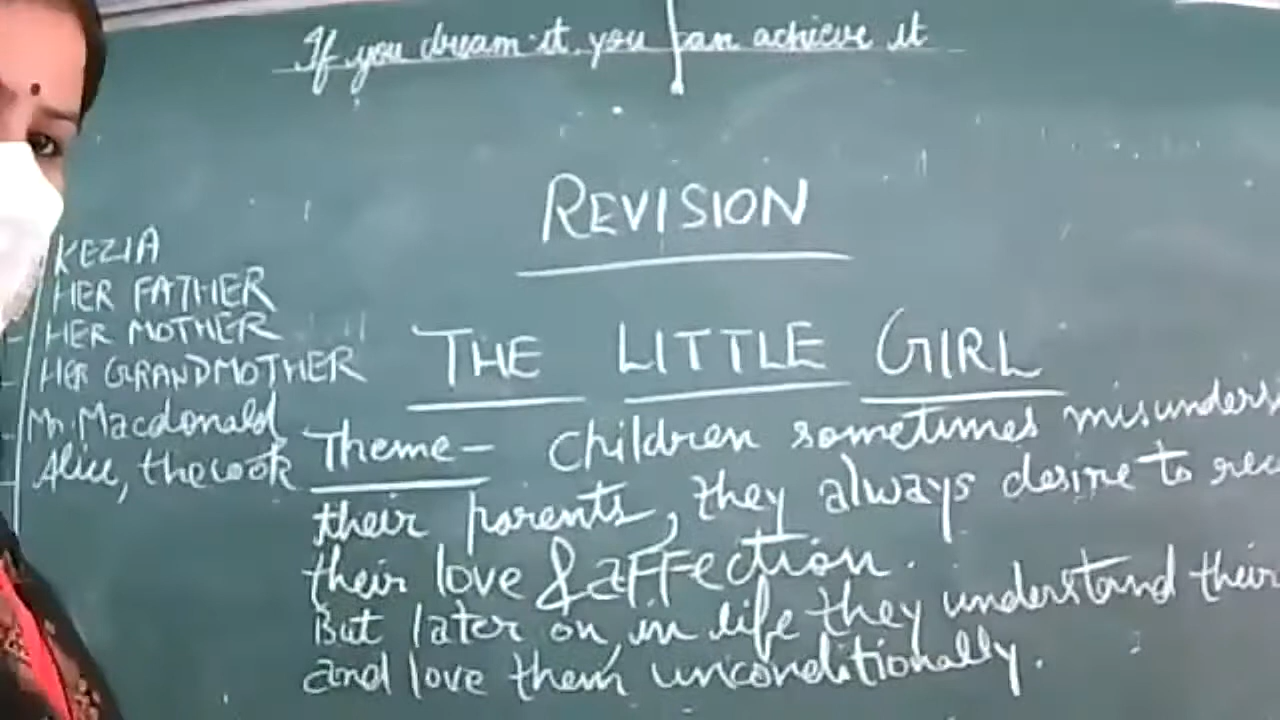 If you dream it, you can achieve it
REVISION
KEZIA
HER FATHER
HER MOTHER
HER GRANDMOTHER
Mr. Macdonald
Alice, the cook
THE LITTLE GIRL
Theme - Children sometimes
their parents, they always desire to
their love & affection.
But later on, in life they understand their
and love them unconditionally.